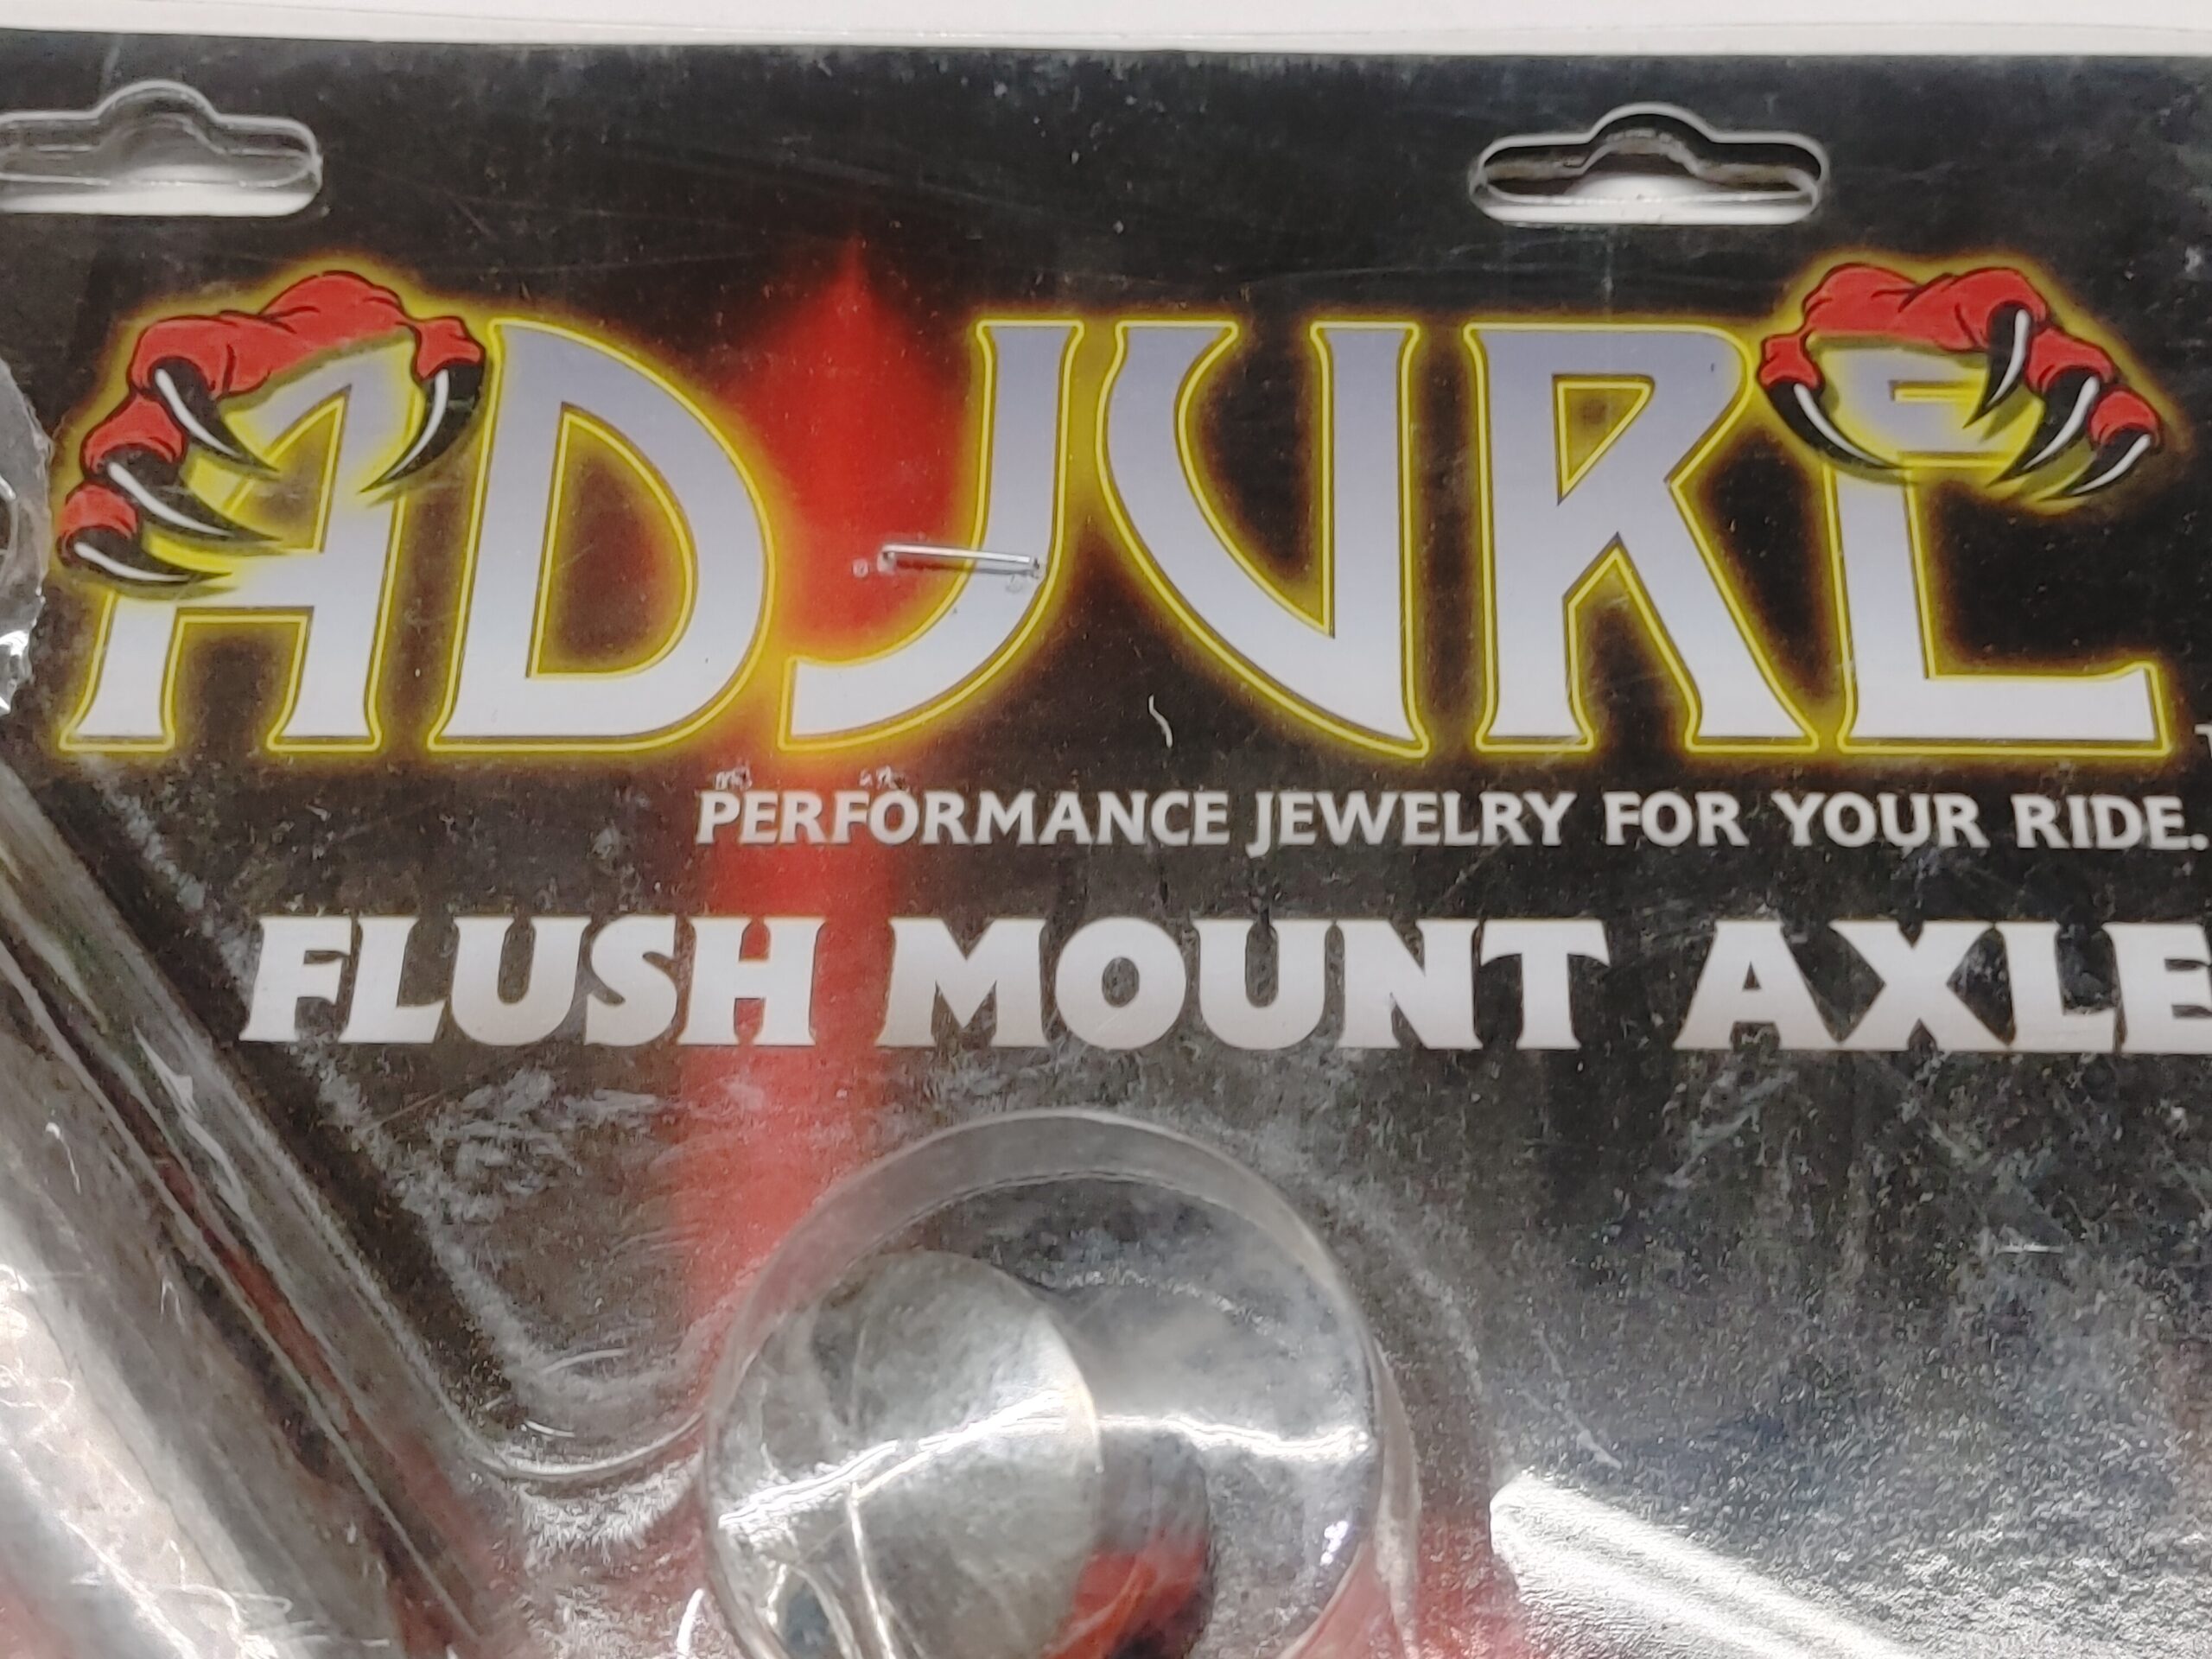 ADJURE
PERFORMANCE JEWELRY FOR YOUR RIDE.
FLUSH MOUNT AXLE